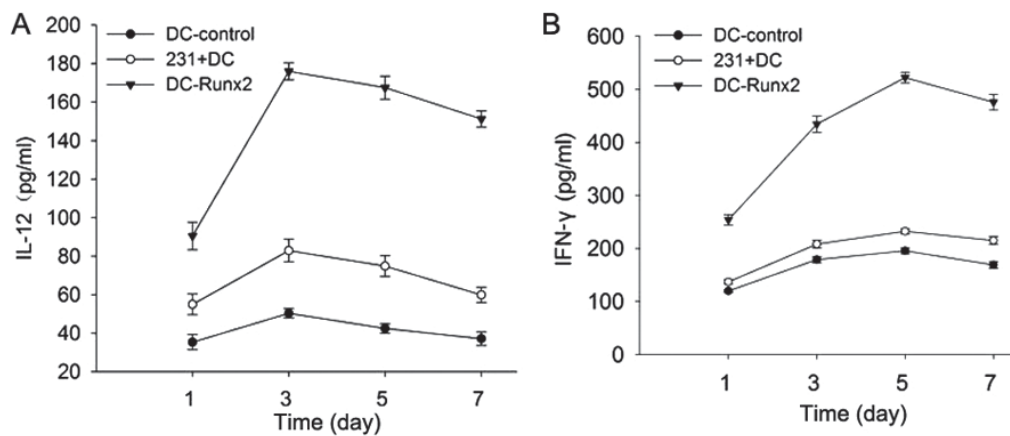 A
DC-control
231+DC
DC-Runx2
IL-12 (pg/ml)
200
180
160
140
120
100
80
60
40
20
1 3 5 7
Time (day)
B
DC-control
231+DC
DC-Runx2
IFN-γ (pg/ml)
600
500
400
300
200
100
0
1 3 5 7
Time (day)